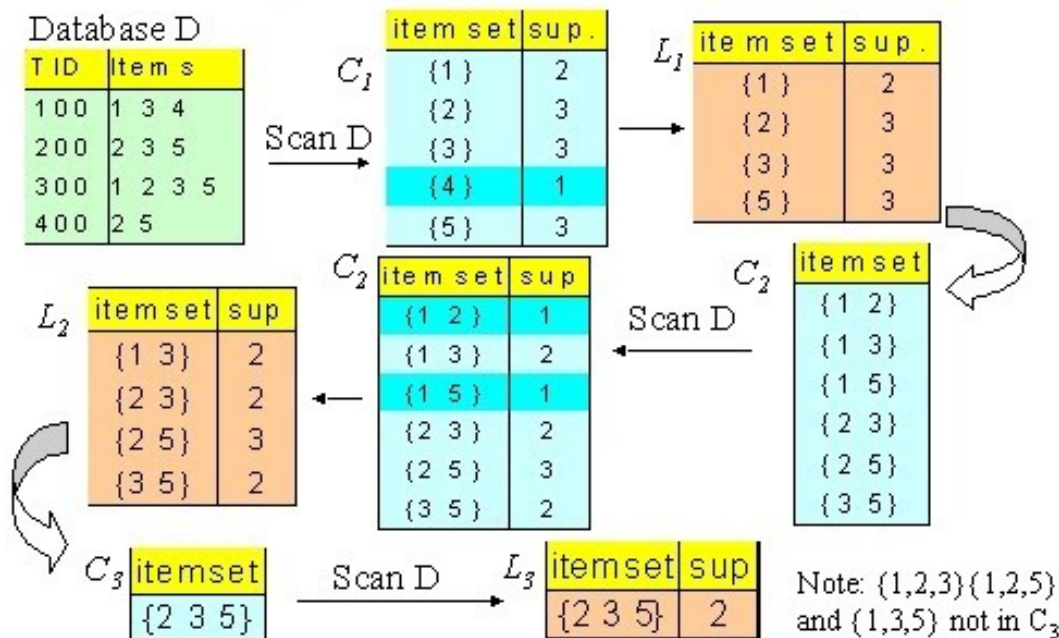 Database D
TID Items
100 1 3 4
200 2 3 5
300 1 2 3 5
400 2 5
Scan D
C1
itemset sup.
{1} 2
{2} 3
{3} 3
{4} 1
{5} 3
L1
itemset sup.
{1} 2
{2} 3
{3} 3
{5} 3
C2
itemset
{1 2}
{1 3}
{1 5}
{2 3}
{2 5}
{3 5}
Scan D
C2
itemset sup
{1 2} 1
{1 3} 2
{1 5} 1
{2 3} 2
{2 5} 3
{3 5} 2
L2
itemset sup
{1 3} 2
{2 3} 2
{2 5} 3
{3 5} 2
C3
itemset
{2 3 5}
Scan D
L3
itemset sup
{2 3 5} 2
Note: {1,2,3}{1,2,5}
and {1,3,5} not in C3